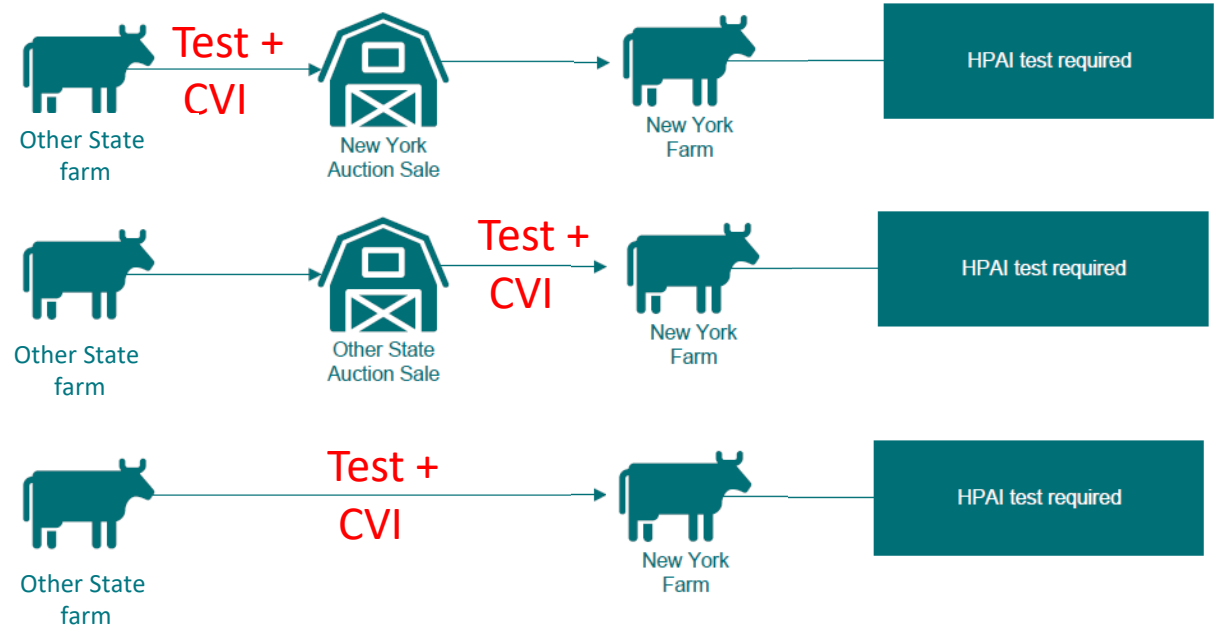 Test +
CVI
HPAI test required
Other State
farm
New York
Auction Sale
New York
Farm
Test +
CVI
HPAI test required
Other State
farm
Other State
Auction Sale
New York
Farm
Test +
CVI
HPAI test required
Other State
farm
New York
Farm